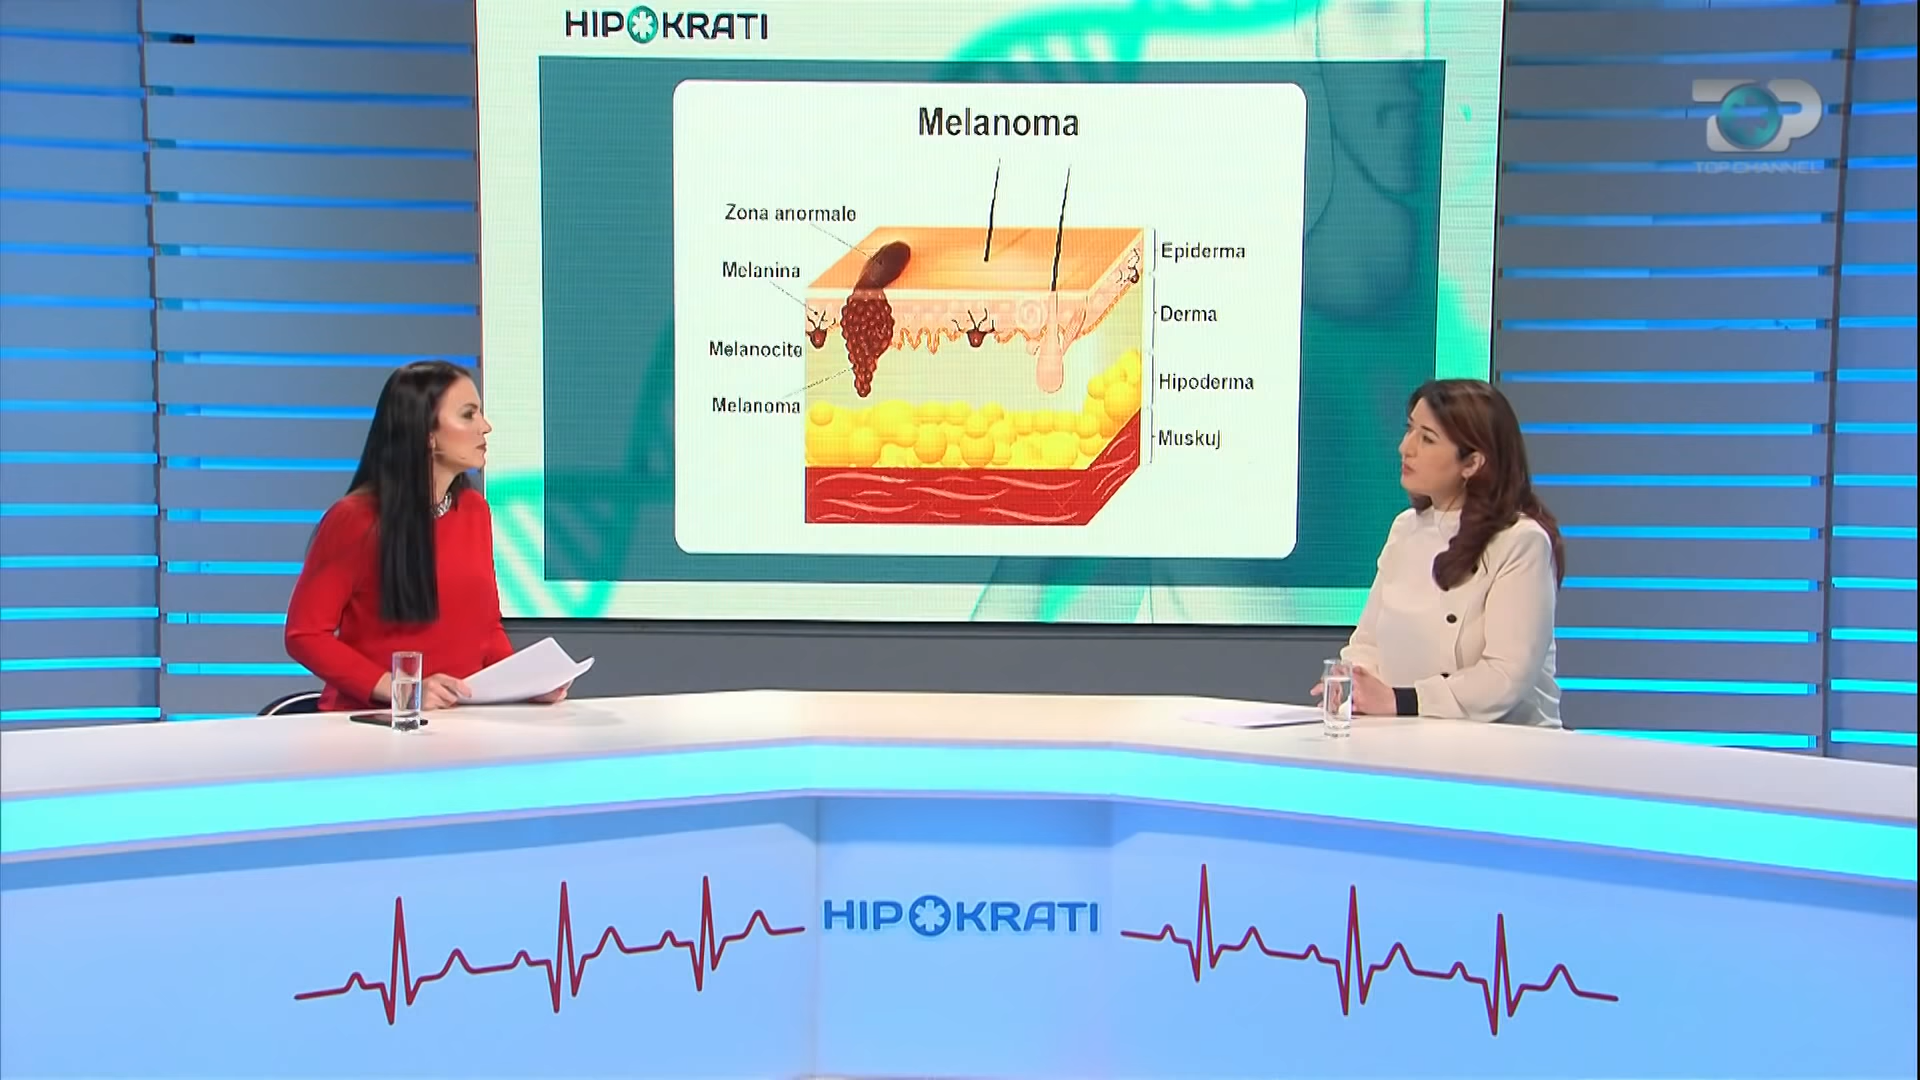 HIPOKRATI
TOP CHANNEL
Melanoma
Zona anormale
Melanina
Melanocite
Melanoma
Epiderma
Derma
Hipoderma
Muskuj
HIPOKRATI